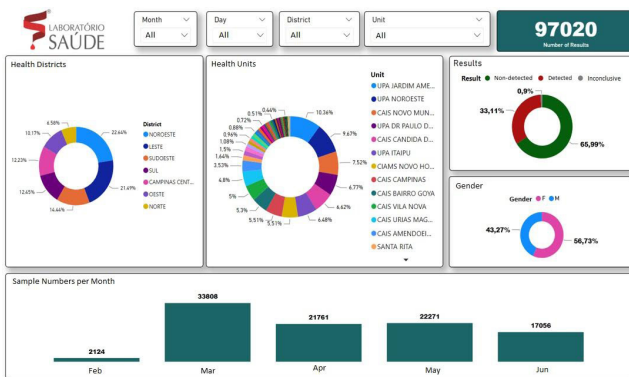 LABORATÓRIO
SAÚDE
Month
All
Day
All
District
All
Unit
All
97020
Number of Results
Health Districts
22.44%
21.49%
14.44%
12.45%
12.23%
10.17%
6.58%
District
NOROESTE
LESTE
SUDOESTE
SUL
CAMPINAS CENT...
OESTE
NORTE
Health Units
10.36%
9.67%
7.52%
6.77%
6.62%
6.48%
5.51%
5.51%
5.3%
5%
4.8%
3.53%
1.64%
1.5%
1.08%
0.96%
0.88%
0.72%
0.51%
0.44%
Unit
UPA JARDIM AME...
UPA NOROESTE
CAIS NOVO MUN...
UPA DR PAULO D...
CAIS CANDIDA D...
UPA ITAIPU
CIAMS NOVO HO...
CAIS CAMPINAS
CAIS BAIRRO GOYA
CAIS VILA NOVA
CAIS URIAS MAG...
CAIS AMENDOEI...
SANTA RITA
Results
Result Non-detected Detected Inconclusive
0,9%
33,11%
65,99%
Gender
Gender F M
43,27%
56,73%
Sample Numbers per Month
2124
33808
21761
22271
17056
Feb
Mar
Apr
May
Jun